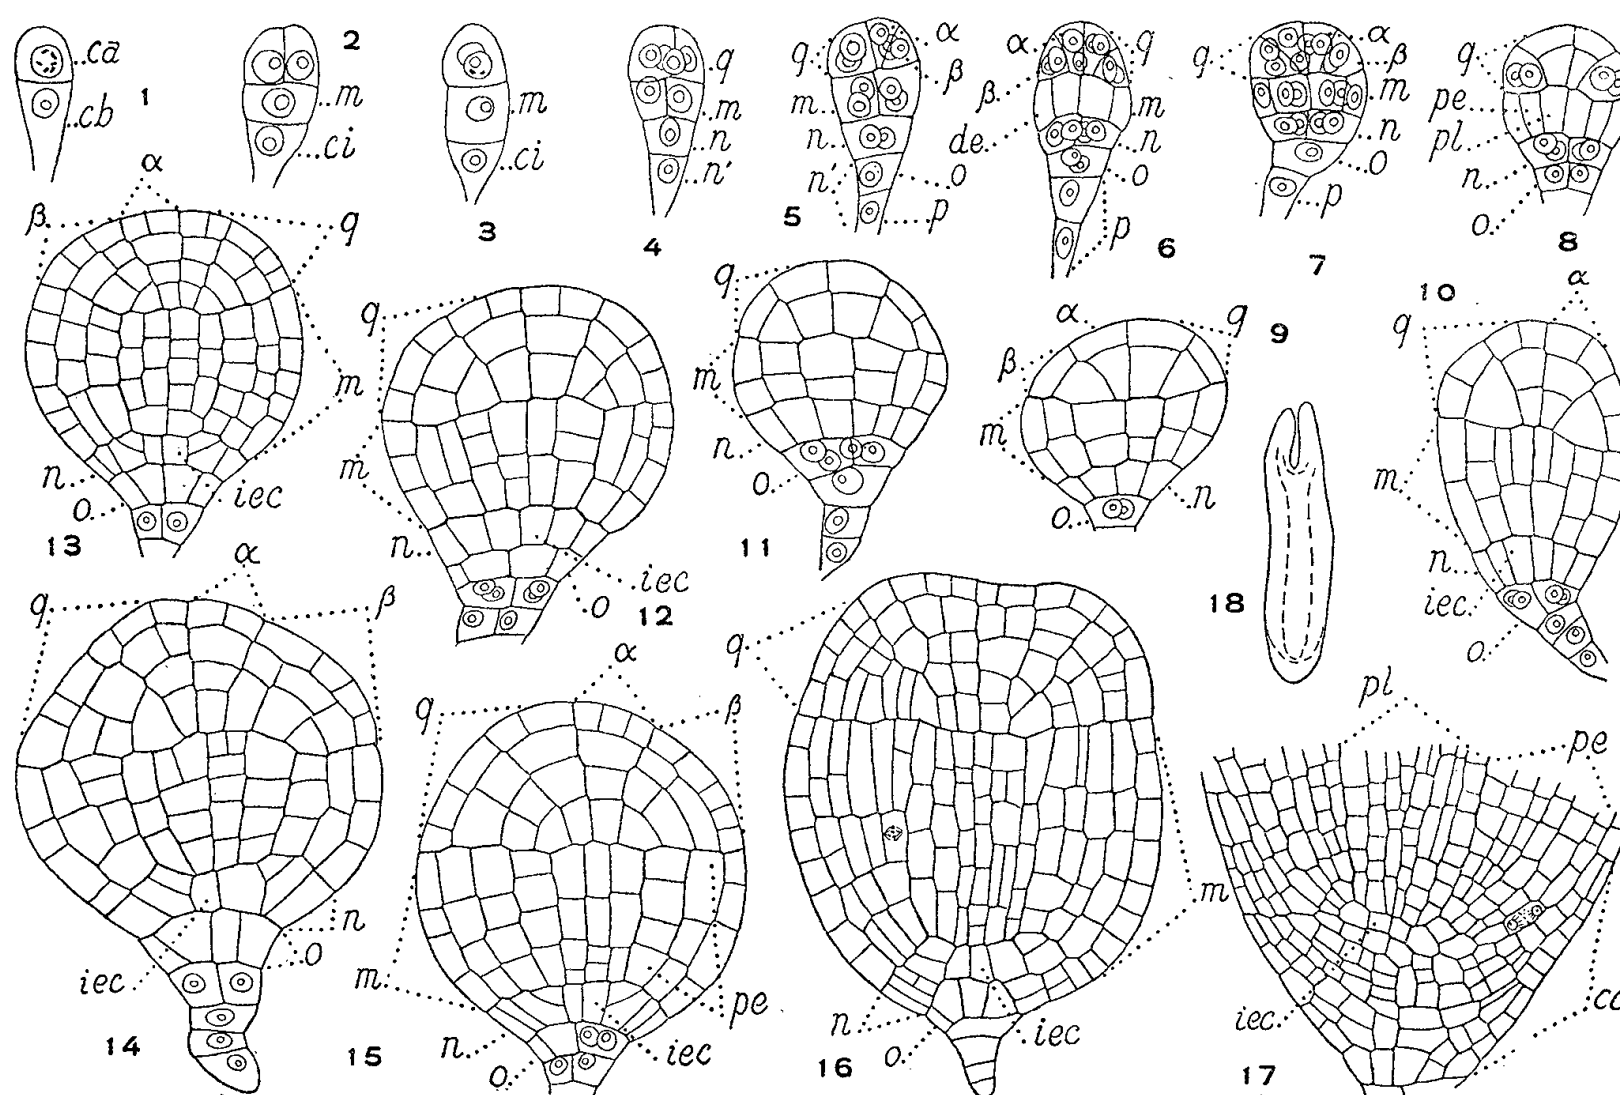 ca
cb
1
2
m
ci
3
m
ci
4
q
m
n
n'
5
q
α
β
m
n
n'
o
p
6
α
q
β
m
de
n
o
p
7
q
α
β
m
n
o
p
8
q
pe
pl
n
o
13
α
β
q
m
n
o
iec
12
q
m
n
iec
o
11
q
m
n
o
9
α
q
β
m
n
o
10
α
q
m
n
iec
o
18
14
α
q
β
n
o
iec
15
α
q
β
m
pe
n
iec
o
16
q
m
n
o
iec
17
pl
pe
iec